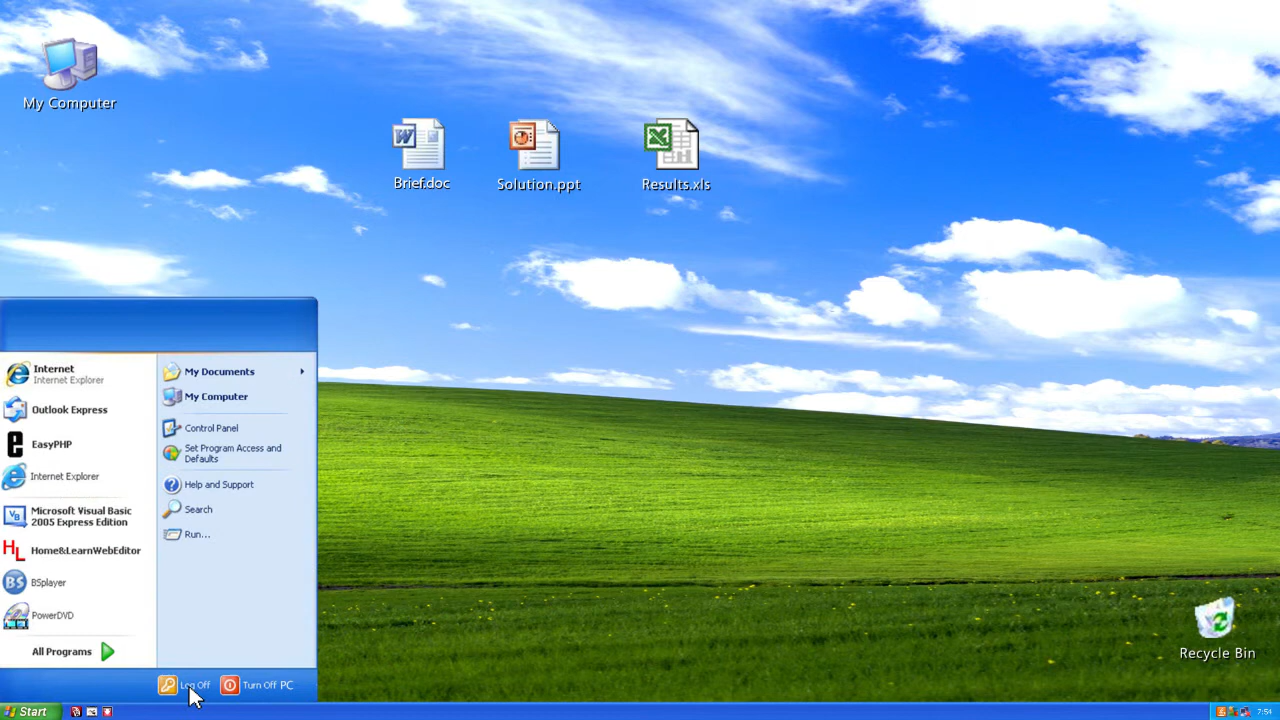 My Computer
Brief.doc
Solution.ppt
Results.xls
Internet
Internet Explorer
Outlook Express
EasyPHP
Internet Explorer
Microsoft Visual Basic
2005 Express Edition
Home&LearnWebEditor
BSplayer
PowerDVD
All Programs
My Documents
My Computer
Control Panel
Set Program Access and
Defaults
Help and Support
Search
Run...
Log Off
Turn Off PC
Recycle Bin
Start
7:54